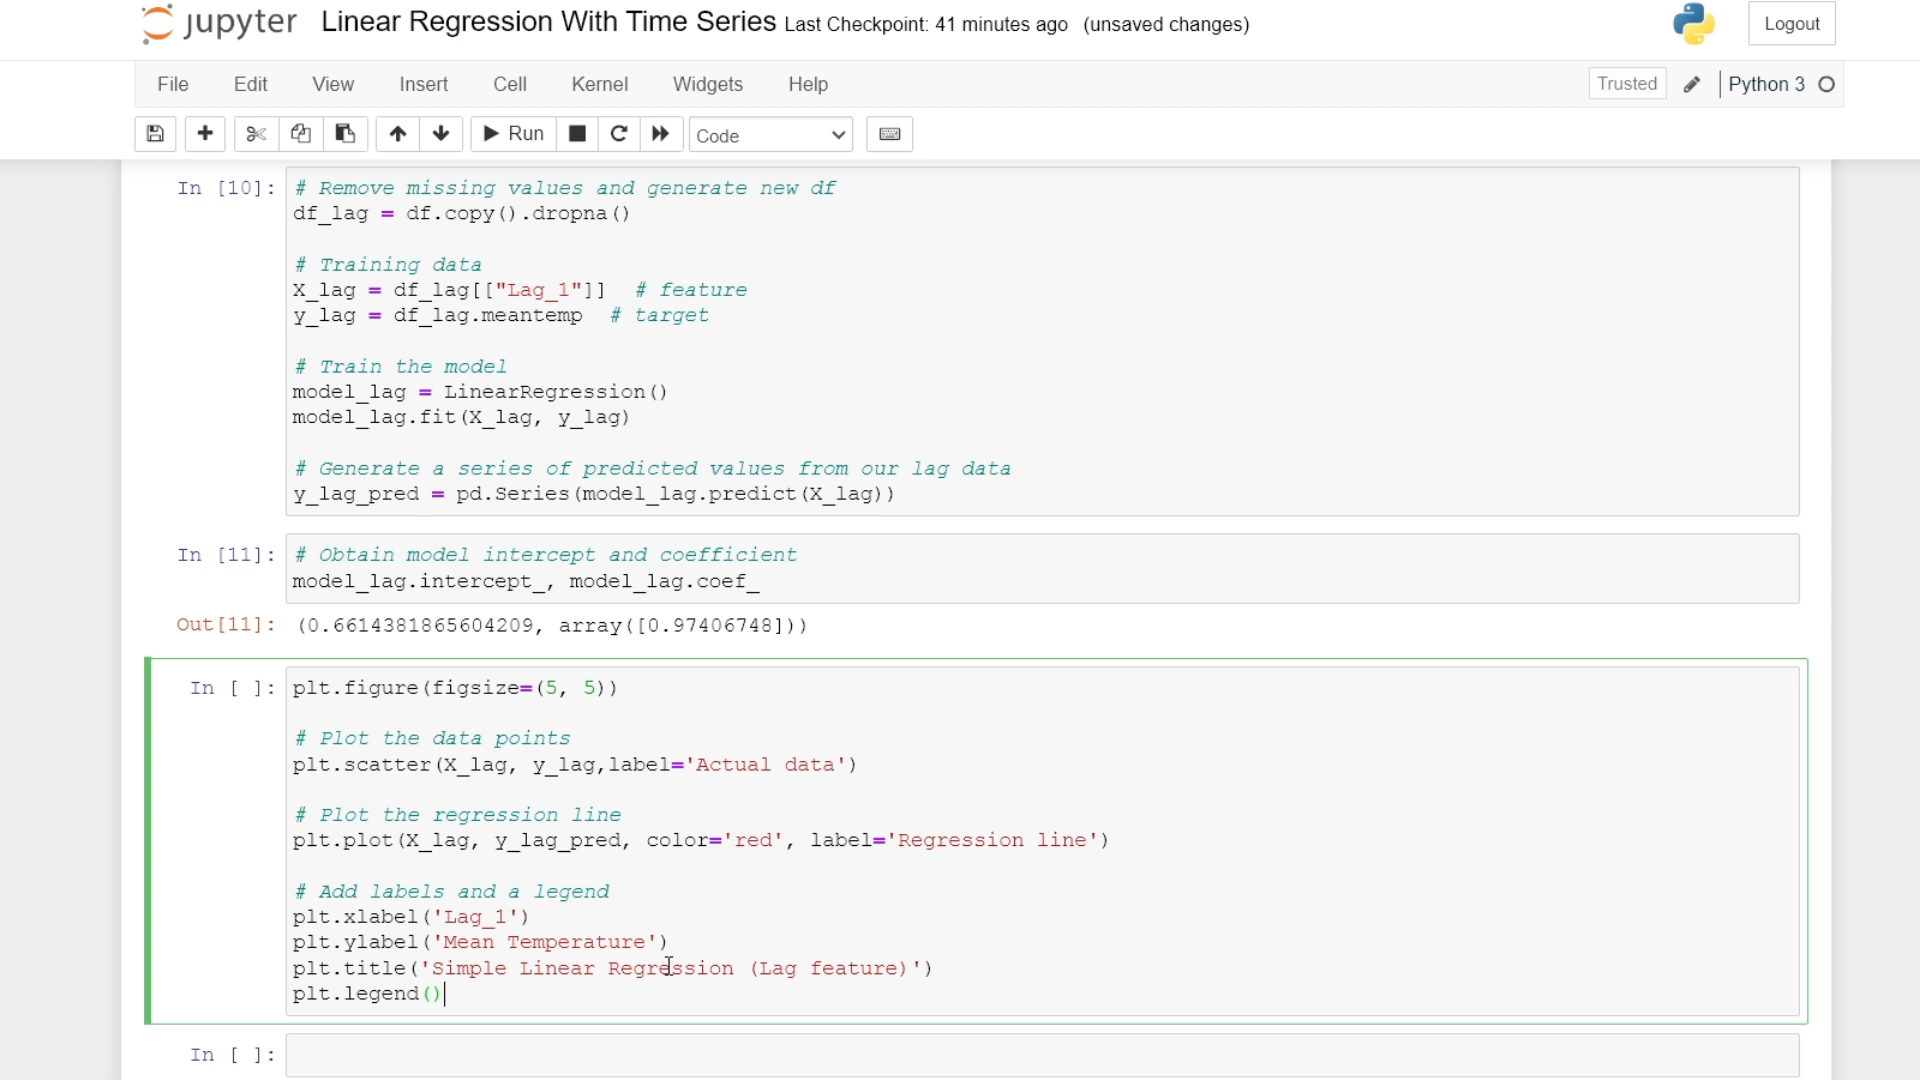 jupyter Linear Regression With Time Series Last Checkpoint: 41 minutes ago (unsaved changes) Logout
File Edit View Insert Cell Kernel Widgets Help Trusted Python 3
Run Code
In [10]: # Remove missing values and generate new df
df_lag = df.copy().dropna()
# Training data
X_lag = df_lag[["Lag_1"]]  # feature
y_lag = df_lag.meantemp  # target
# Train the model
model_lag = LinearRegression()
model_lag.fit(X_lag, y_lag)
# Generate a series of predicted values from our lag data
y_lag_pred = pd.Series(model_lag.predict(X_lag))
In [11]: # Obtain model intercept and coefficient
model_lag.intercept_, model_lag.coef_
Out[11]: (0.6614381865604209, array([0.97406748]))
In [ ]: plt.figure(figsize=(5, 5))
# Plot the data points
plt.scatter(X_lag, y_lag,label='Actual data')
# Plot the regression line
plt.plot(X_lag, y_lag_pred, color='red', label='Regression line')
# Add labels and a legend
plt.xlabel('Lag_1')
plt.ylabel('Mean Temperature')
plt.title('Simple Linear Regression (Lag feature)')
plt.legend()
In [ ]: